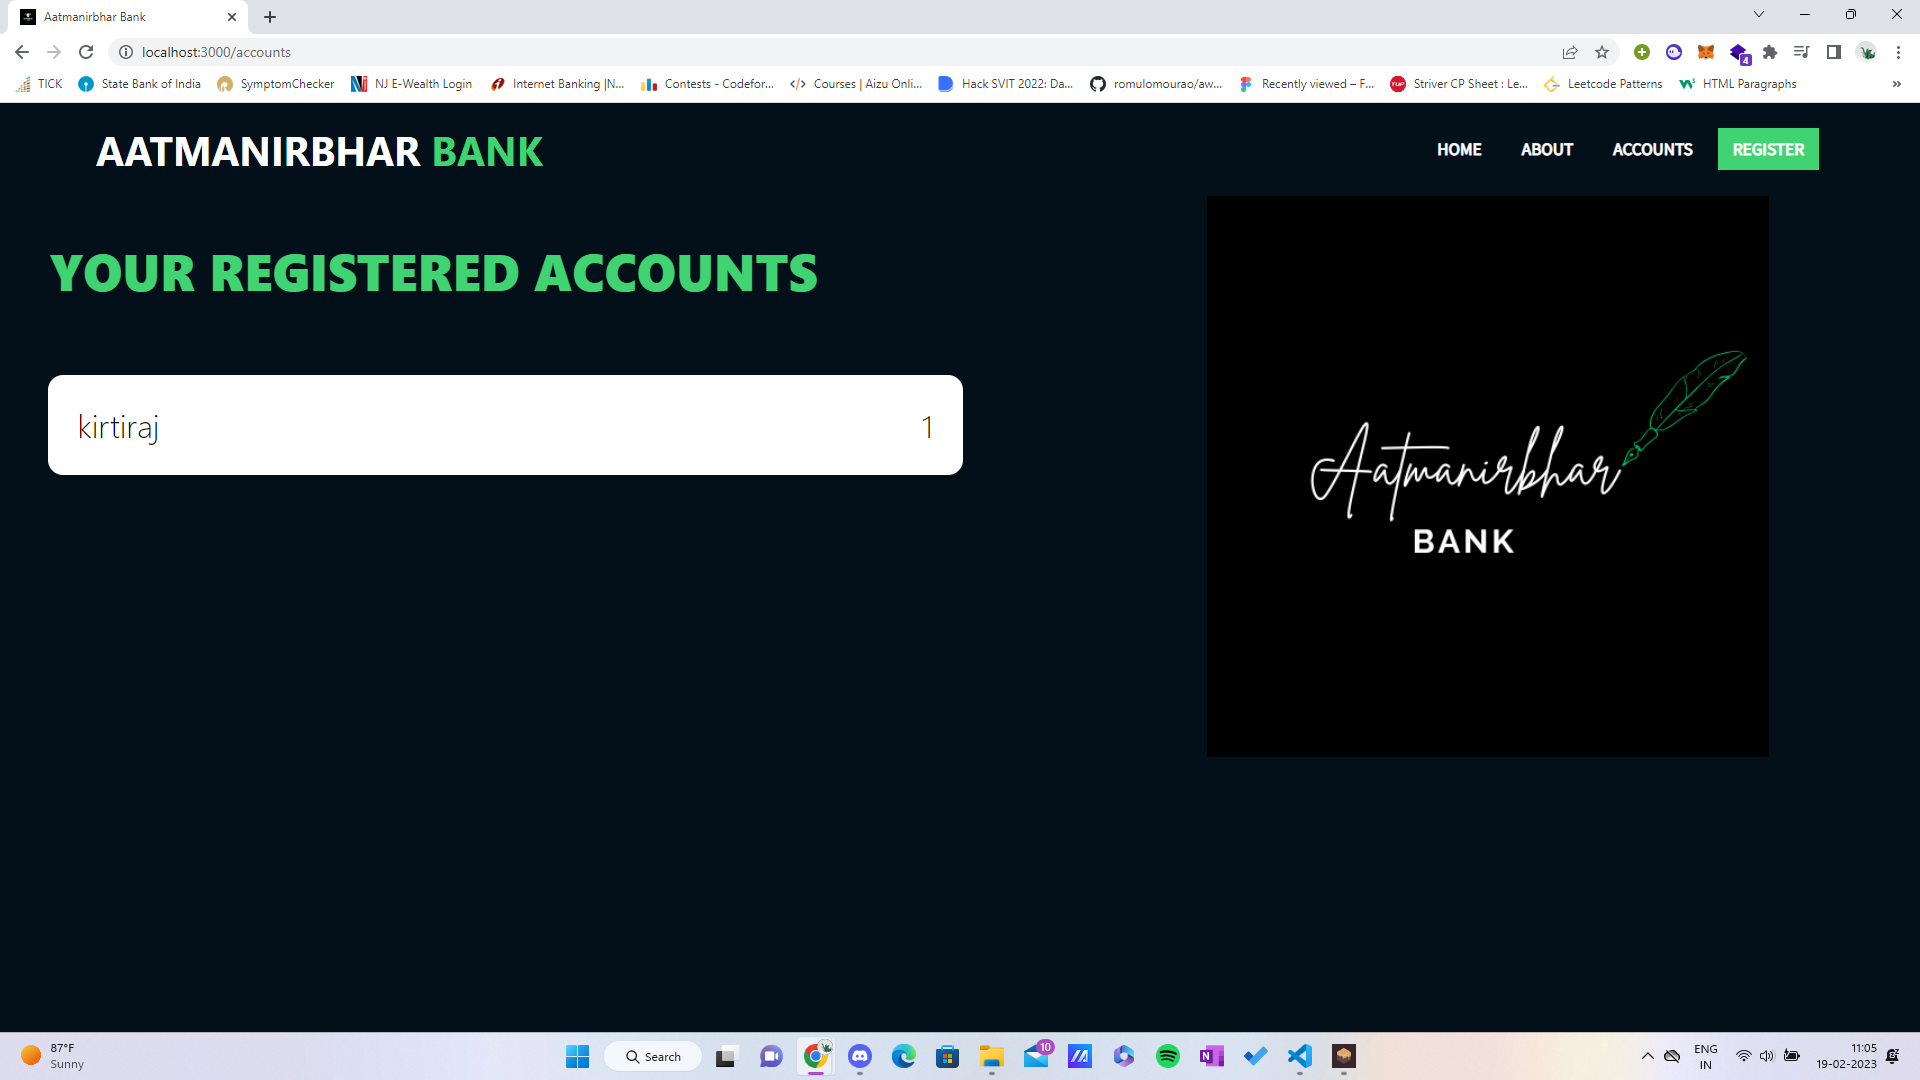 Aatmanirbhar Bank
localhost:3000/accounts
4
TICK
State Bank of India
SymptomChecker
NJ E-Wealth Login
Internet Banking |N...
Contests - Codefor...
Courses | Aizu Onli...
Hack SVIT 2022: Da...
romulomourao/aw...
Recently viewed – F...
Striver CP Sheet : Le...
Leetcode Patterns
HTML Paragraphs
»
AATMANIRBHAR BANK
HOME
ABOUT
ACCOUNTS
REGISTER
YOUR REGISTERED ACCOUNTS
kirtiraj
1
Aatmanirbhar
BANK
87°F
Sunny
Search
10
ENG
IN
11:05
19-02-2023